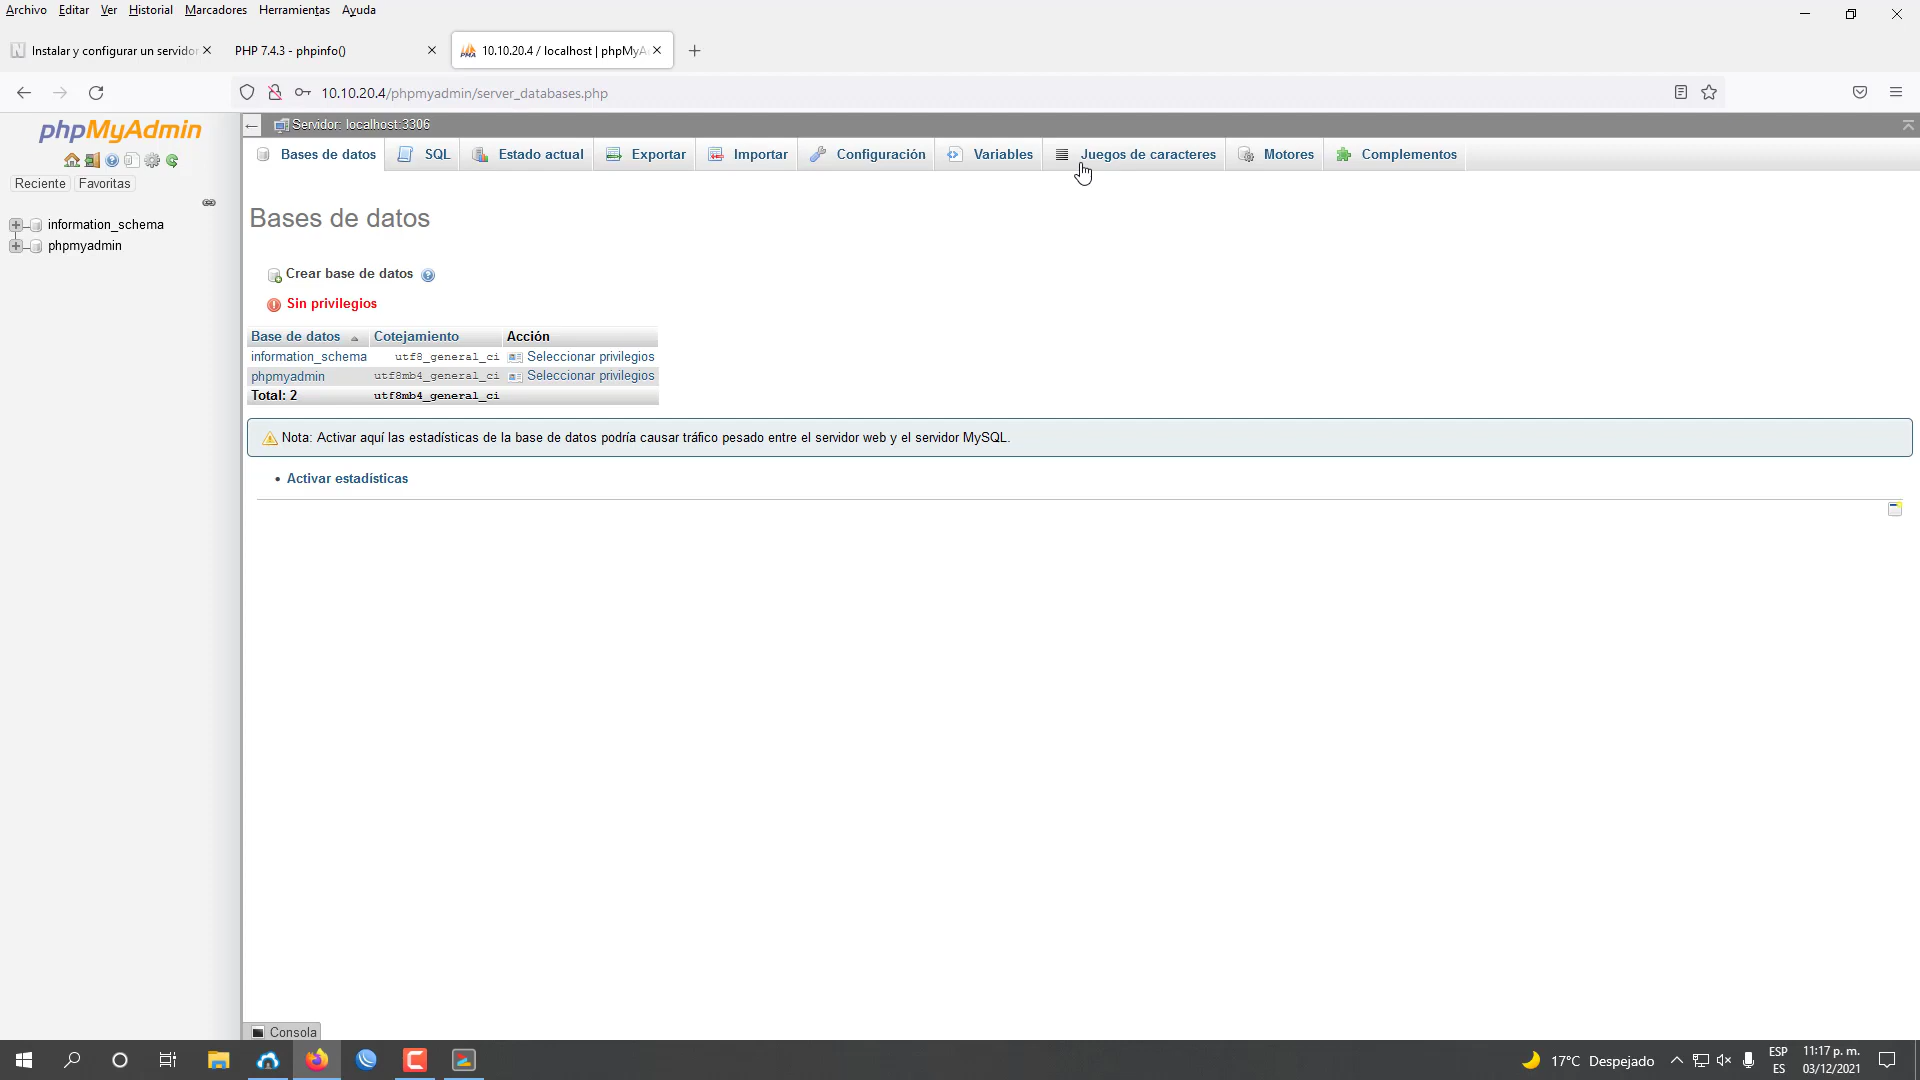 Archivo Editar Ver Historial Marcadores Herramientas Ayuda
Instalar y configurar un servidor
PHP 7.4.3 - phpinfo()
10.10.20.4 / localhost | phpMyA
10.10.20.4/phpmyadmin/server_databases.php
phpMyAdmin
Reciente Favoritas
information_schema
phpmyadmin
Servidor: localhost:3306
Bases de datos SQL Estado actual Exportar Importar Configuración Variables Juegos de caracteres Motores Complementos
Bases de datos
Crear base de datos
Sin privilegios
Base de datos Cotejamiento Acción
information_schema utf8_general_ci Seleccionar privilegios
phpmyadmin utf8mb4_general_ci Seleccionar privilegios
Total: 2 utf8mb4_general_ci
Nota: Activar aquí las estadísticas de la base de datos podría causar tráfico pesado entre el servidor web y el servidor MySQL.
• Activar estadísticas
Consola
17°C Despejado
ESP
ES
11:17 p. m.
03/12/2021